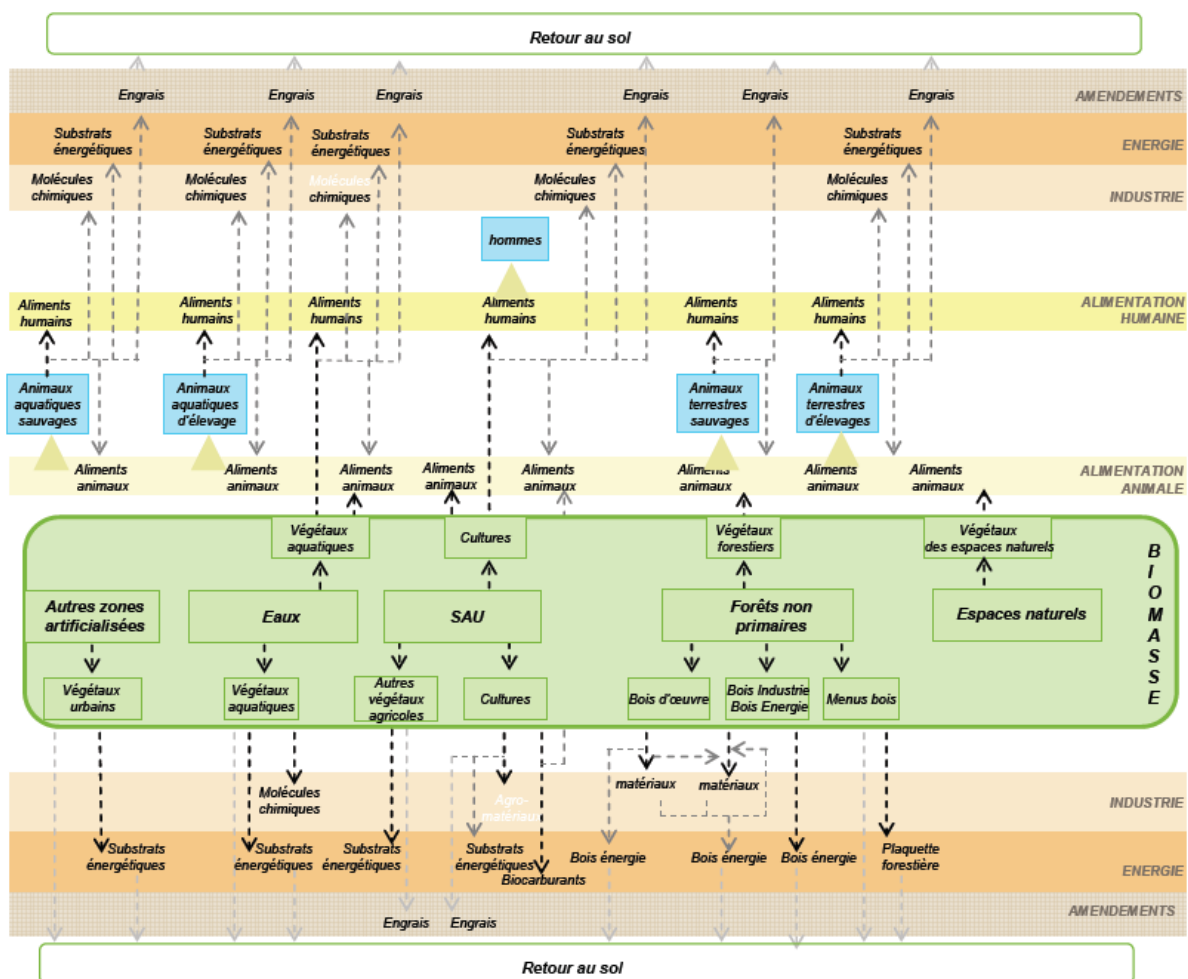 Retour au sol
Engrais
Engrais
Engrais
Engrais
Engrais
Engrais
AMENDEMENTS
Substrats
énergétiques
Substrats
énergétiques
Substrats
énergétiques
Substrats
énergétiques
Substrats
énergétiques
ENERGIE
Molécules
chimiques
Molécules
chimiques
Molécules
chimiques
Molécules
chimiques
Molécules
chimiques
INDUSTRIE
hommes
Aliments
humains
Aliments
humains
Aliments
humains
Aliments
humains
Aliments
humains
Aliments
humains
ALIMENTATION
HUMAINE
Animaux
aquatiques
sauvages
Animaux
aquatiques
d'élevage
Animaux
terrestres
sauvages
Animaux
terrestres
d'élevages
Aliments
animaux
Aliments
animaux
Aliments
animaux
Aliments
animaux
Aliments
animaux
Aliments
animaux
Aliments
animaux
Aliments
animaux
ALIMENTATION
ANIMALE
Végétaux
aquatiques
Cultures
Végétaux
forestiers
Végétaux
des espaces naturels
BIOMASSE
Autres zones
artificialisées
Eaux
SAU
Forêts non
primaires
Espaces naturels
Végétaux
urbains
Végétaux
aquatiques
Autres
végétaux
agricoles
Cultures
Bois d'œuvre
Bois Industrie
Bois Energie
Menus bois
Molécules
chimiques
Agro-
matériaux
matériaux
matériaux
INDUSTRIE
Substrats
énergétiques
Substrats
énergétiques
Substrats
énergétiques
Substrats
énergétiques
Biocarburants
Bois énergie
Bois énergie
Bois énergie
Plaquette
forestière
ENERGIE
Engrais
Engrais
AMENDEMENTS
Retour au sol